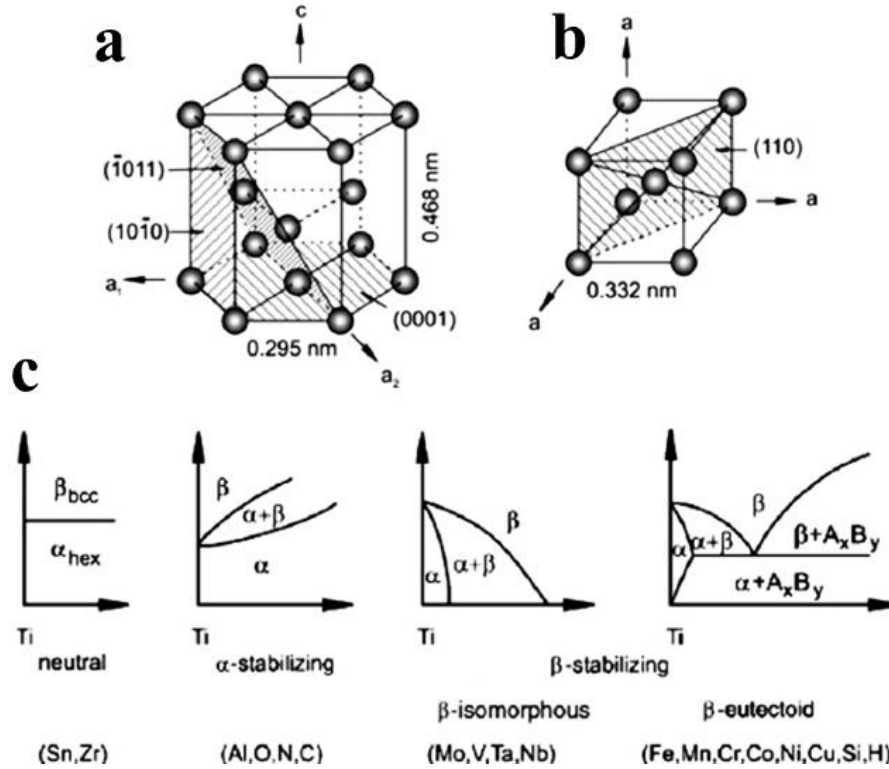 a
c
(1̄011)
(101̄0)
0.468 nm
a₁
(0001)
0.295 nm
a₂
b
a
(110)
a
0.332 nm
a
c
βbcc
αhex
Ti
neutral
(Sn,Zr)
β
α+β
α
Ti
α-stabilizing
(Al,O,N,C)
β
α α+β
Ti
β-stabilizing
β-isomorphous
(Mo,V,Ta,Nb)
β
α α+β β+AₓBᵧ
α+AₓBᵧ
Ti
β-eutectoid
(Fe,Mn,Cr,Co,Ni,Cu,Si,H)